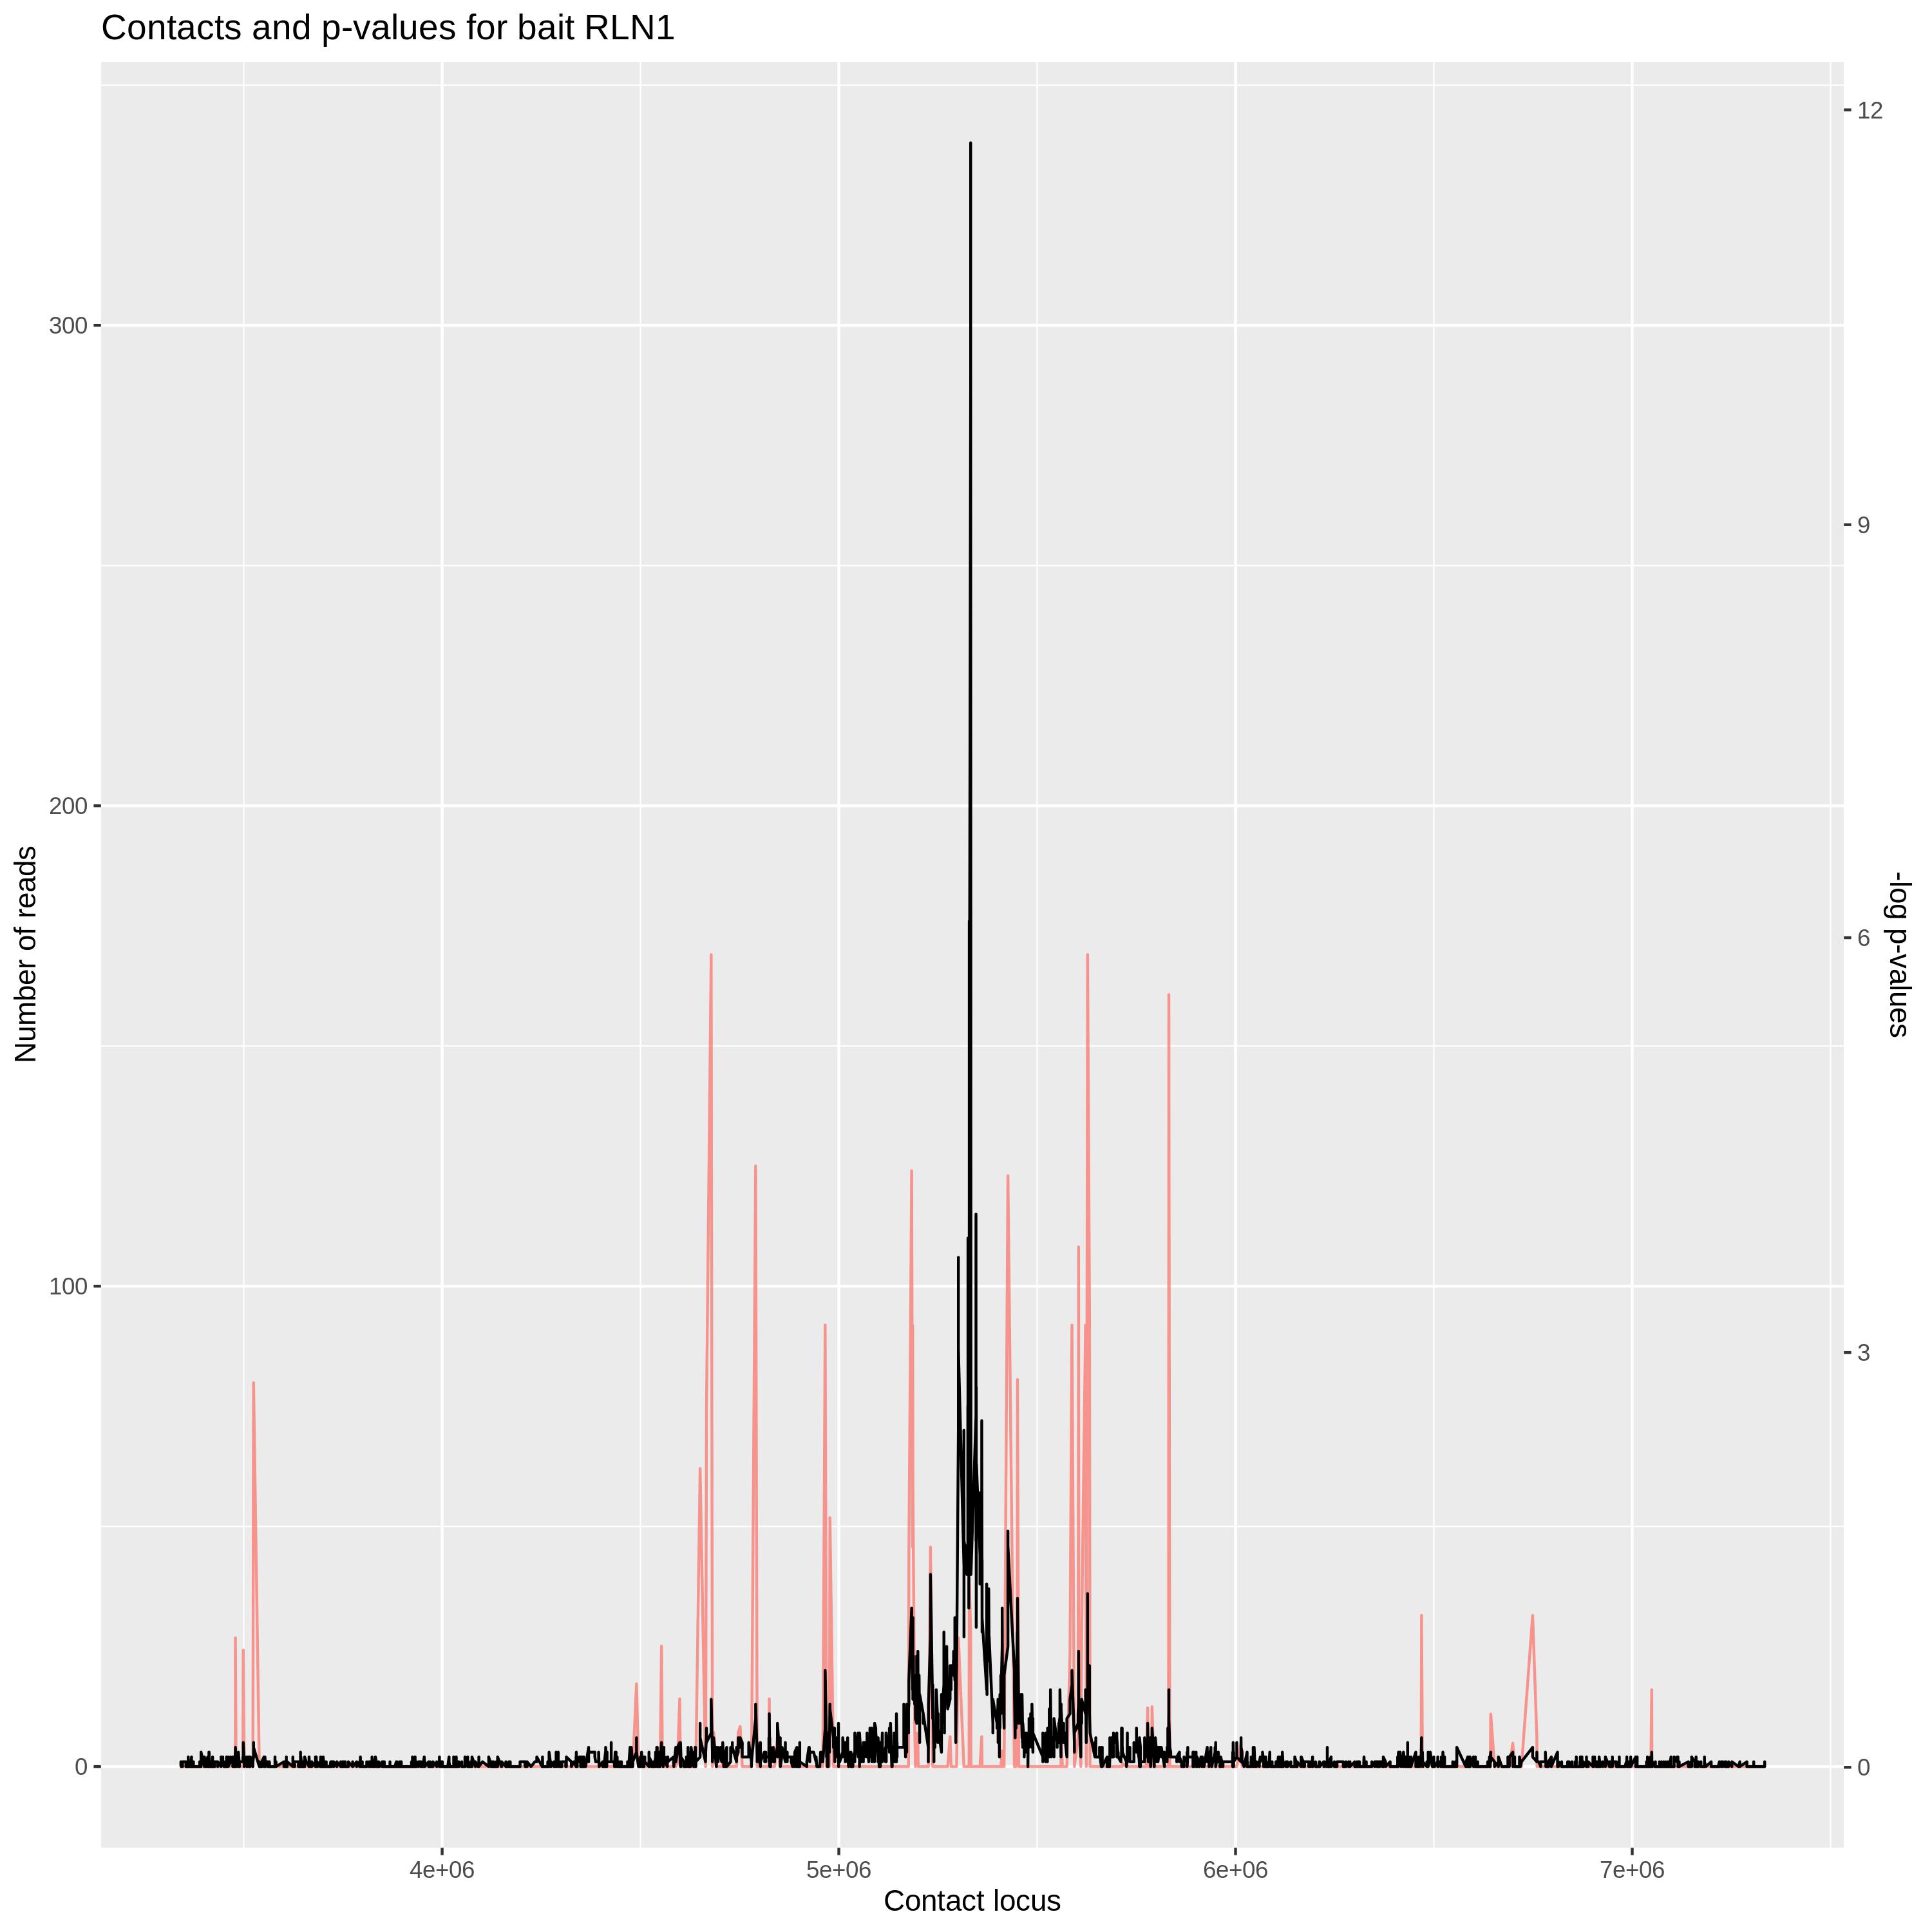 Contacts and p-values for bait RLN1
12
300
9
200
Number of reads
-log p-values
6
100
3
0
0
4e+06 5e+06 6e+06 7e+06
Contact locus